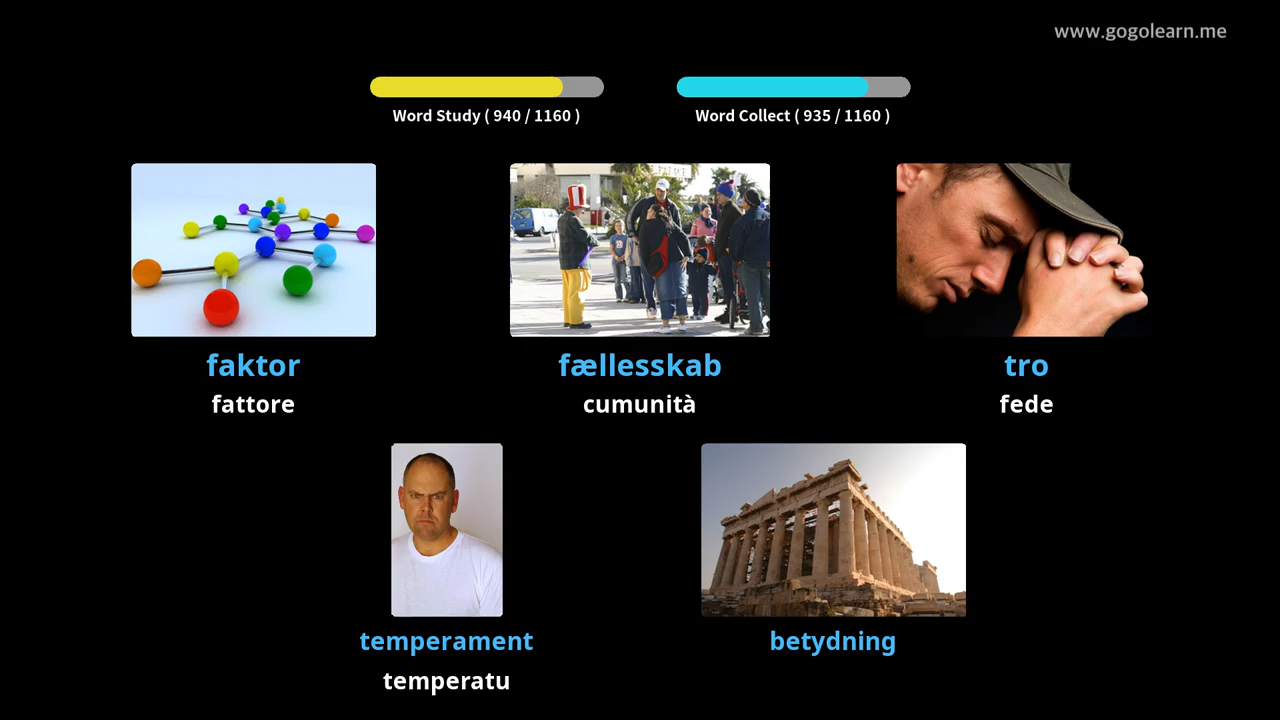 www.gogolearn.me
Word Study ( 940 / 1160 )
Word Collect ( 935 / 1160 )
faktor
fællesskab
tro
fattore
cumunità
fede
temperament
betydning
temperatu